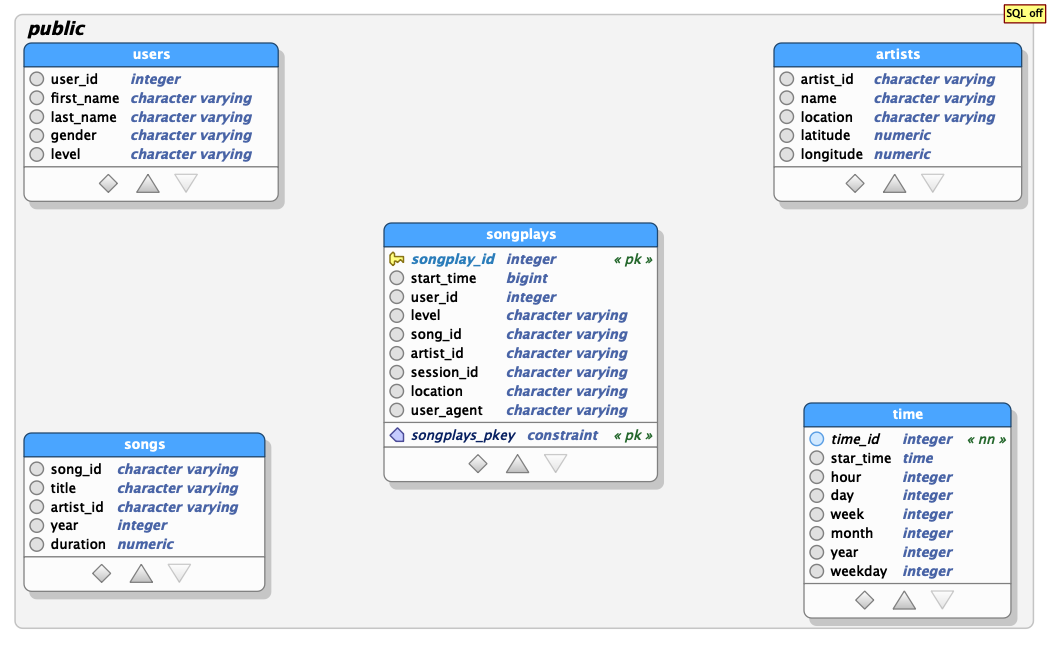 SQL off
public
users
user_id integer
first_name character varying
last_name character varying
gender character varying
level character varying
artists
artist_id character varying
name character varying
location character varying
latitude numeric
longitude numeric
songplays
songplay_id integer « pk »
start_time bigint
user_id integer
level character varying
song_id character varying
artist_id character varying
session_id character varying
location character varying
user_agent character varying
songplays_pkey constraint « pk »
songs
song_id character varying
title character varying
artist_id character varying
year integer
duration numeric
time
time_id integer « nn »
star_time time
hour integer
day integer
week integer
month integer
year integer
weekday integer